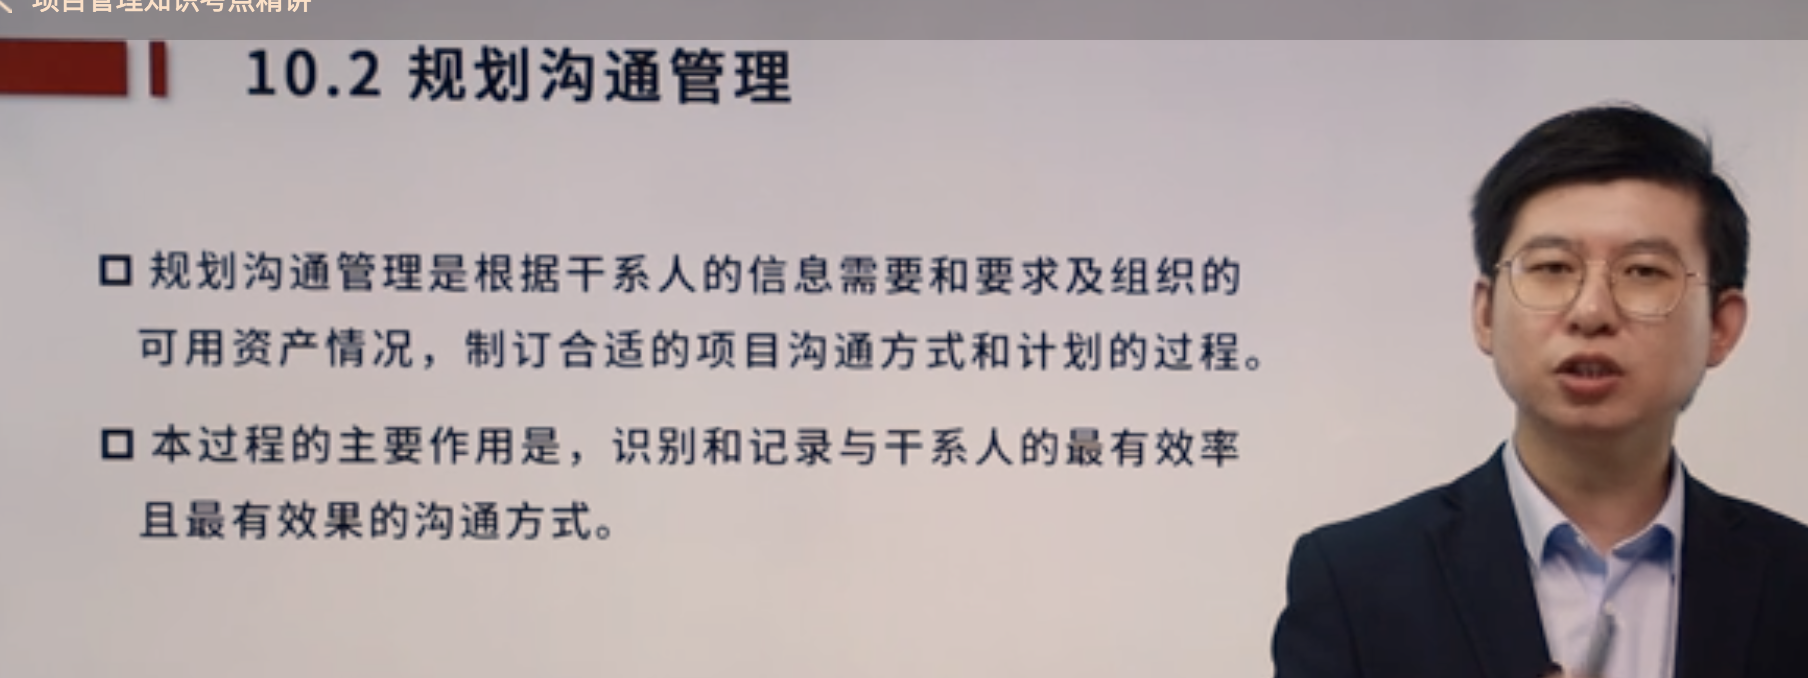 项目管理知识考点精讲
10.2 规划沟通管理
规划沟通管理是根据干系人的信息需要和要求及组织的
可用资产情况，制订合适的项目沟通方式和计划的过程。
本过程的主要作用是，识别和记录与干系人的最有效率
且最有效果的沟通方式。